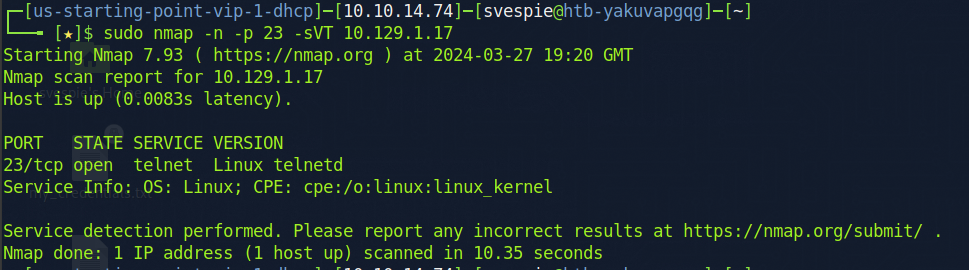 ┌─[us-starting-point-vip-1-dhcp]─[10.10.14.74]─[svespie@htb-yakuvapgqg]─[~]
└──╼ [★]$ sudo nmap -n -p 23 -sVT 10.129.1.17
Starting Nmap 7.93 ( https://nmap.org ) at 2024-03-27 19:20 GMT
Nmap scan report for 10.129.1.17
Host is up (0.0083s latency).
PORT   STATE SERVICE VERSION
23/tcp open  telnet  Linux telnetd
Service Info: OS: Linux; CPE: cpe:/o:linux:linux_kernel
Service detection performed. Please report any incorrect results at https://nmap.org/submit/ .
Nmap done: 1 IP address (1 host up) scanned in 10.35 seconds